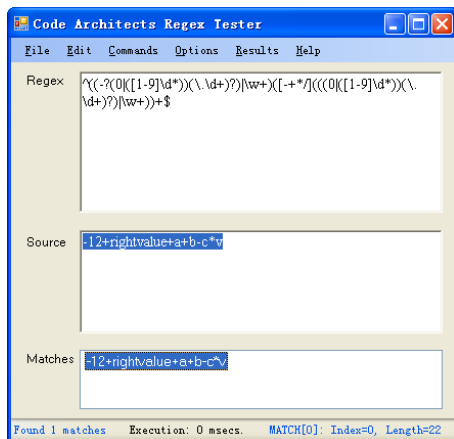 Code Architects Regex Tester
File Edit Commands Options Results Help
Regex
^((-?(0|([1-9]\d*))(\.\d+)?)|\w+)([-+*/](((0|([1-9]\d*))(\.
\d+)?)|\w+))+$
Source
-12+rightvalue+a+b-c*v
Matches
-12+rightvalue+a+b-c*v
Found 1 matches Execution: 0 msecs. MATCH[0]: Index=0, Length=22